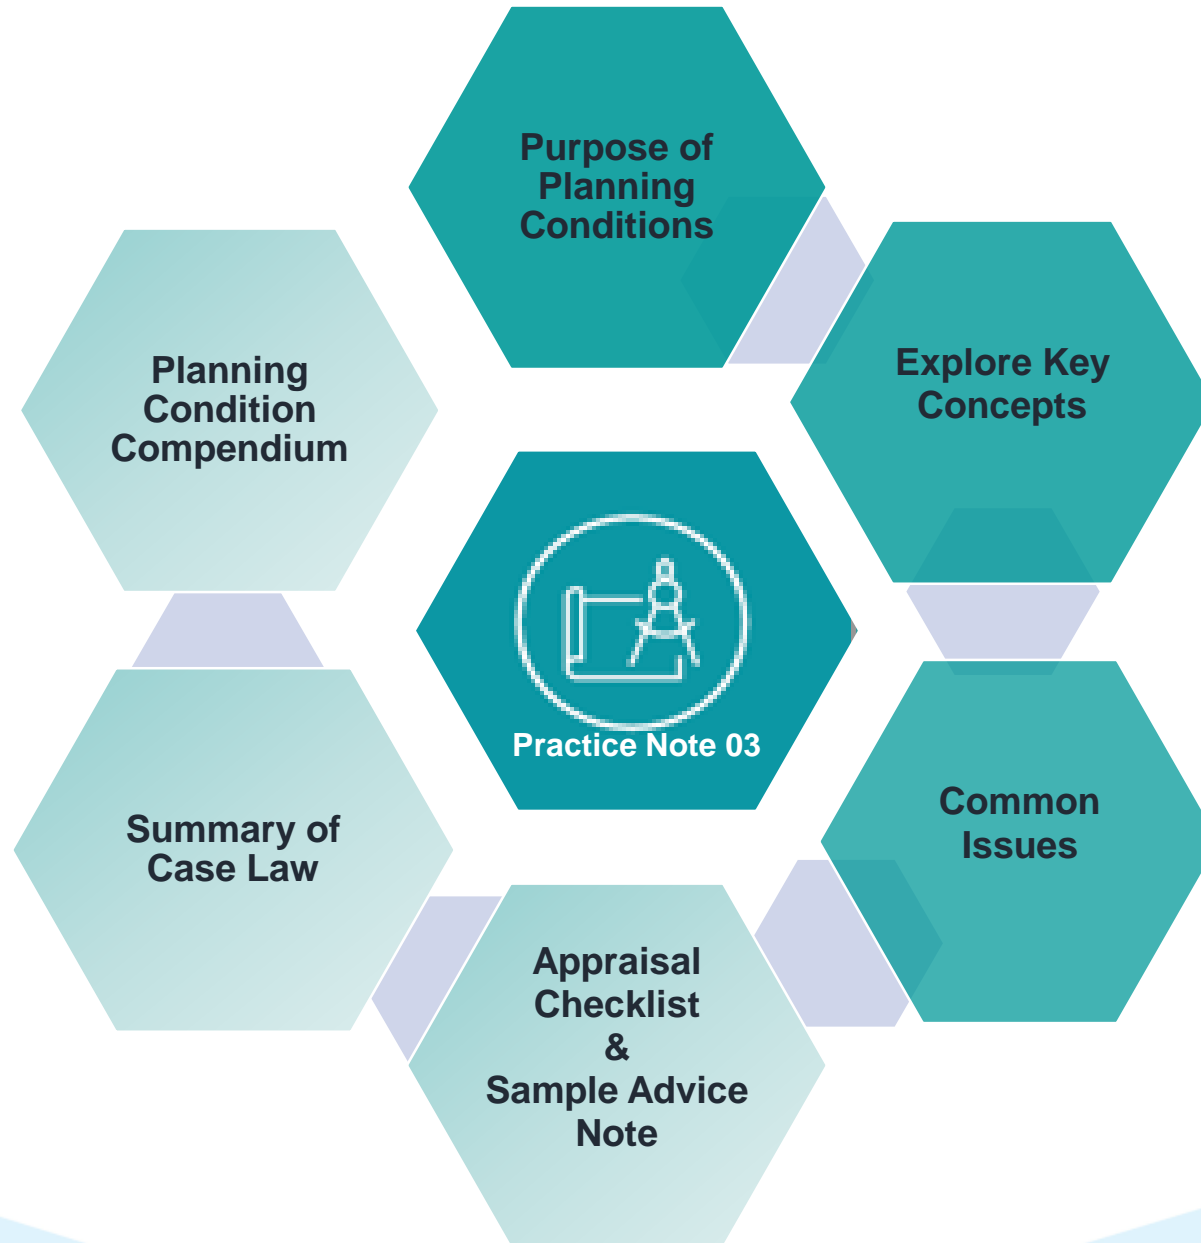 Purpose of
Planning
Conditions
Explore Key
Concepts
Common
Issues
Appraisal
Checklist
&
Sample Advice
Note
Summary of
Case Law
Planning
Condition
Compendium
Practice Note 03